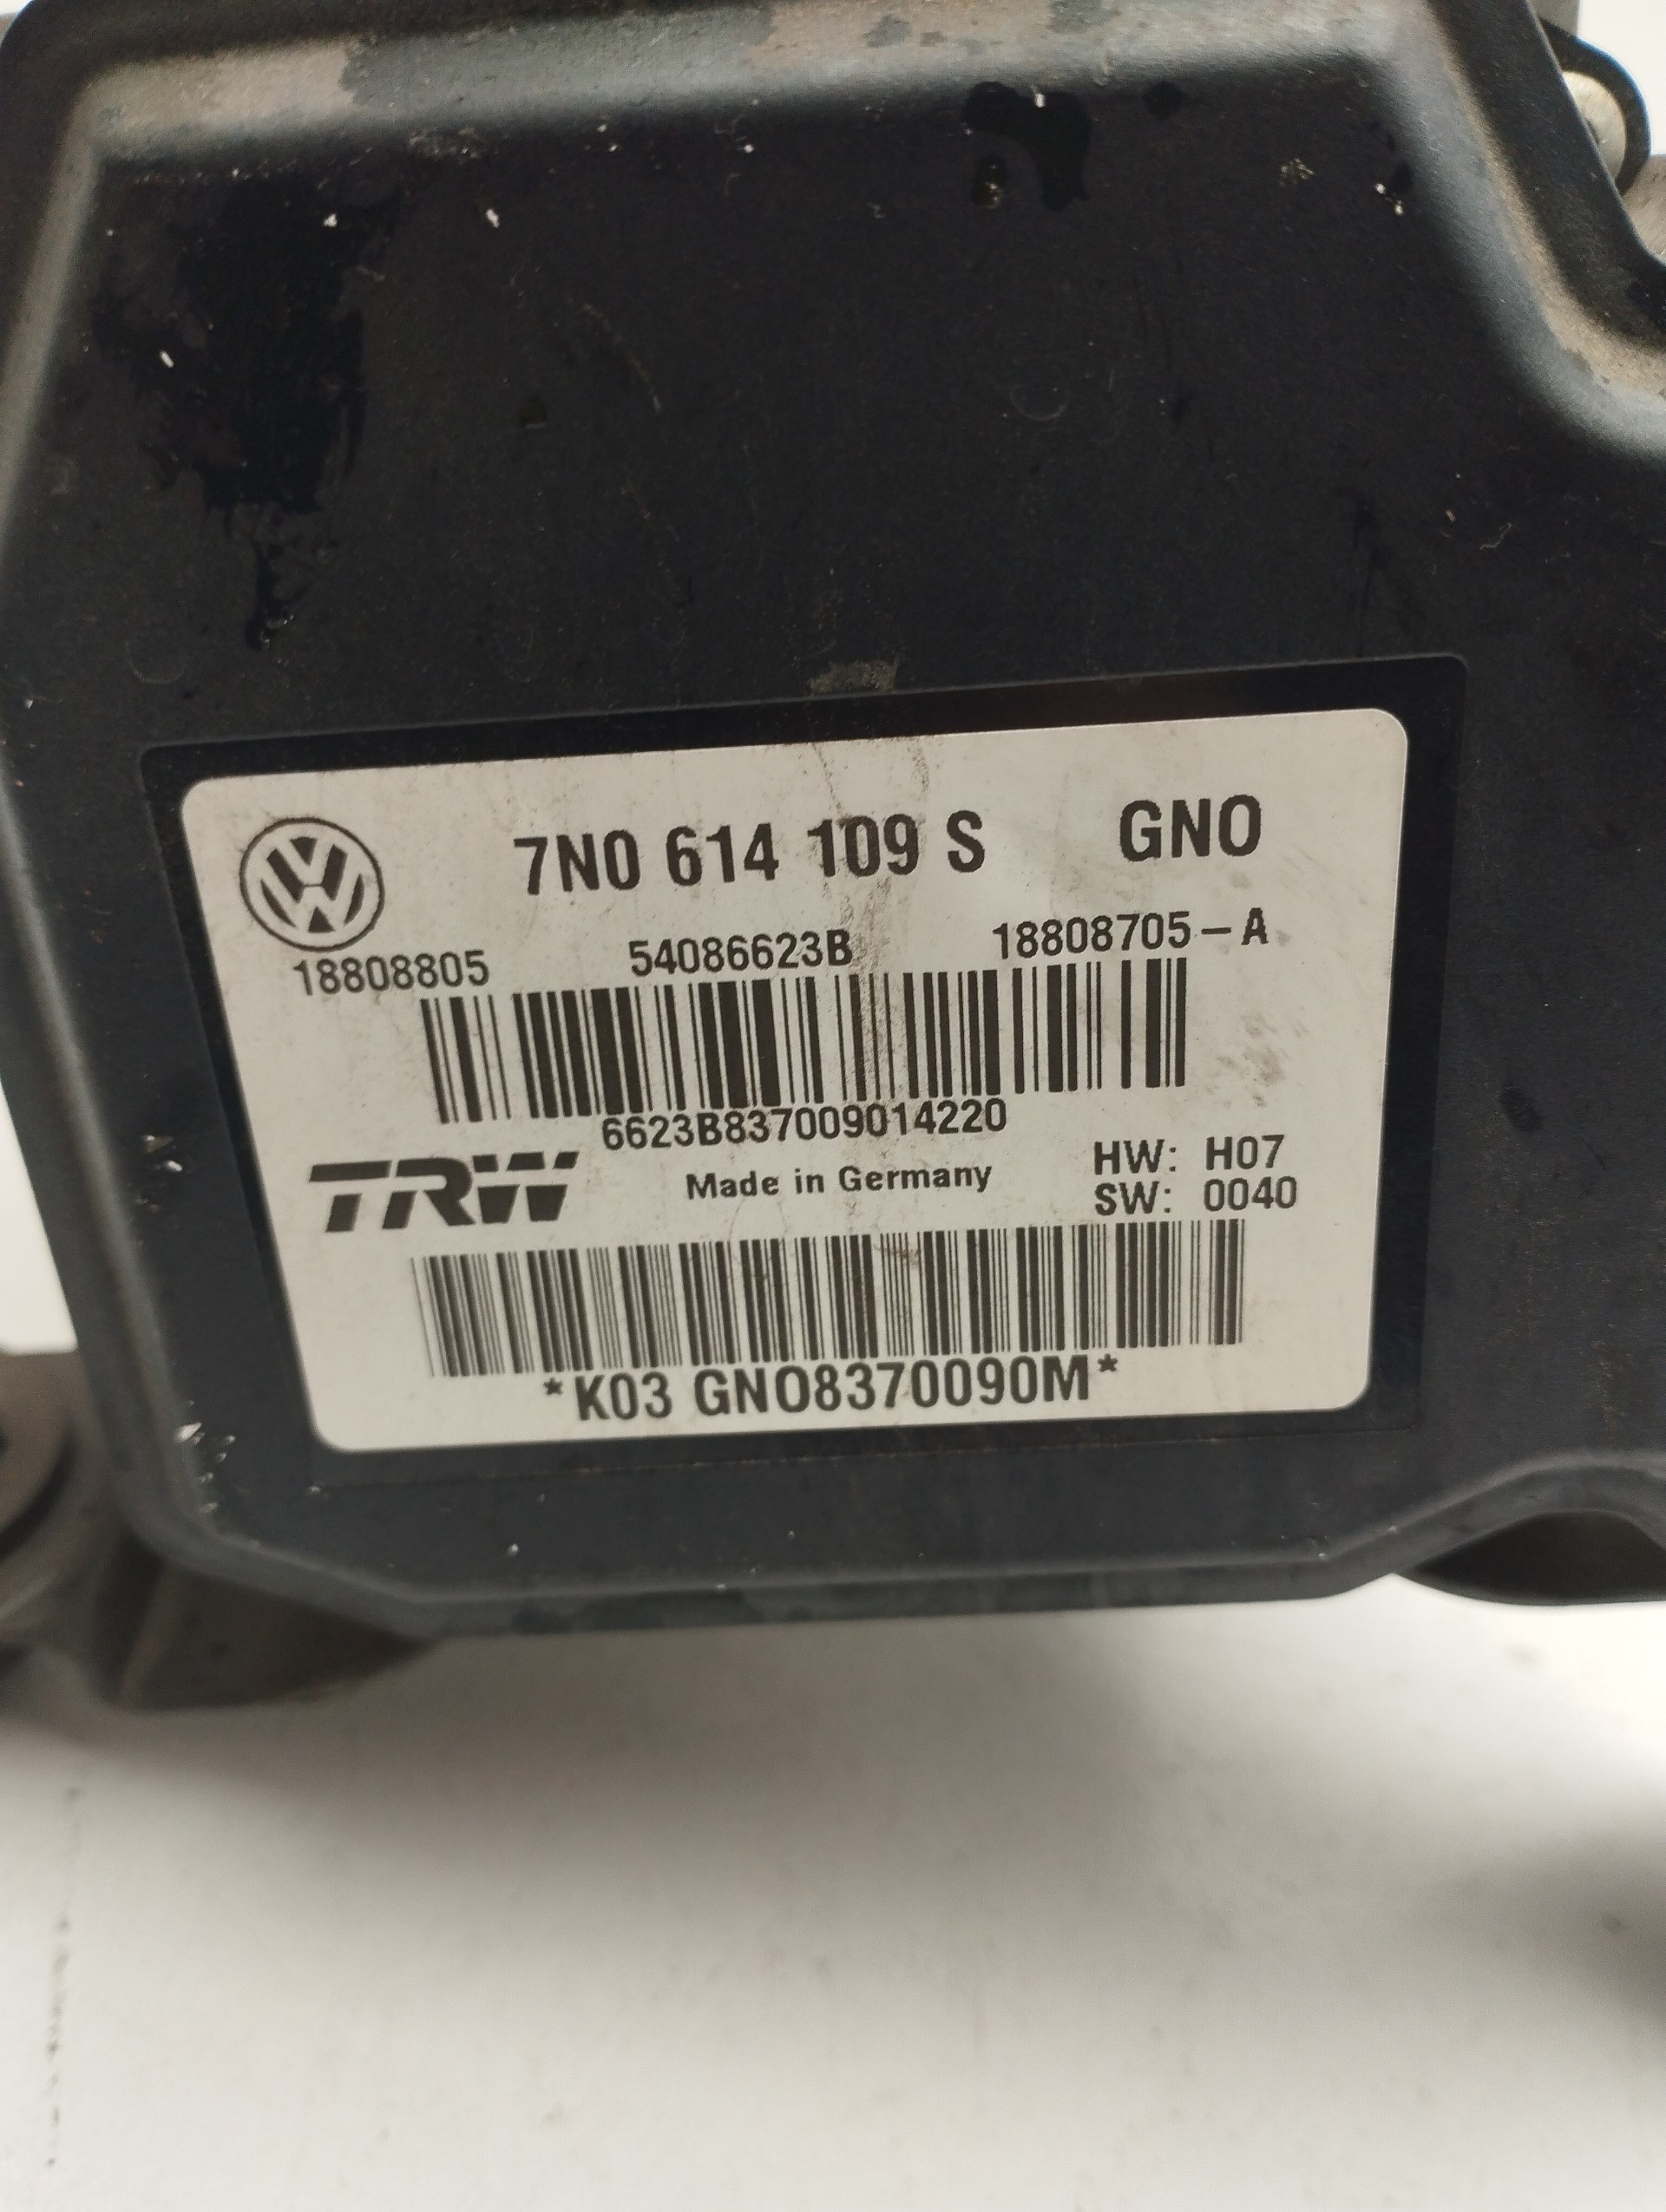 7N0 614 109 S GNO
18808805 54086623B 18808705-A
6623B837009014220
TRW Made in Germany HW: H07
SW: 0040
*K03 GNO8370090M*